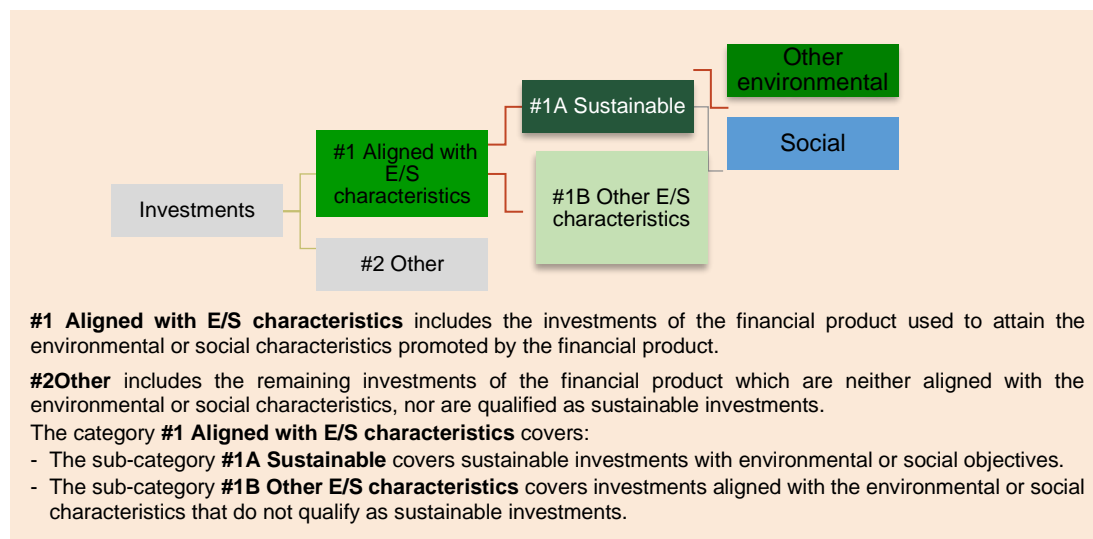 Other
environmental
#1A Sustainable
Social
#1 Aligned with
E/S
characteristics
#1B Other E/S
characteristics
Investments
#2 Other
#1 Aligned with E/S characteristics includes the investments of the financial product used to attain the
environmental or social characteristics promoted by the financial product.
#2Other includes the remaining investments of the financial product which are neither aligned with the
environmental or social characteristics, nor are qualified as sustainable investments.
The category #1 Aligned with E/S characteristics covers:
- The sub-category #1A Sustainable covers sustainable investments with environmental or social objectives.
- The sub-category #1B Other E/S characteristics covers investments aligned with the environmental or social
characteristics that do not qualify as sustainable investments.